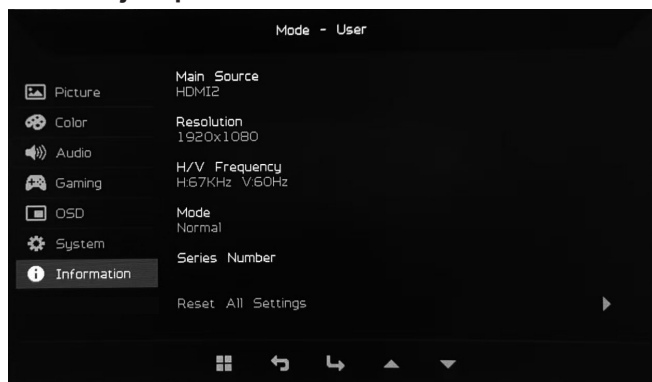 Mode - User
Picture
Color
Audio
Gaming
OSD
System
Information
Main Source
HDMI2
Resolution
1920x1080
H/V Frequency
H:67KHz V:60Hz
Mode
Normal
Series Number
Reset All Settings